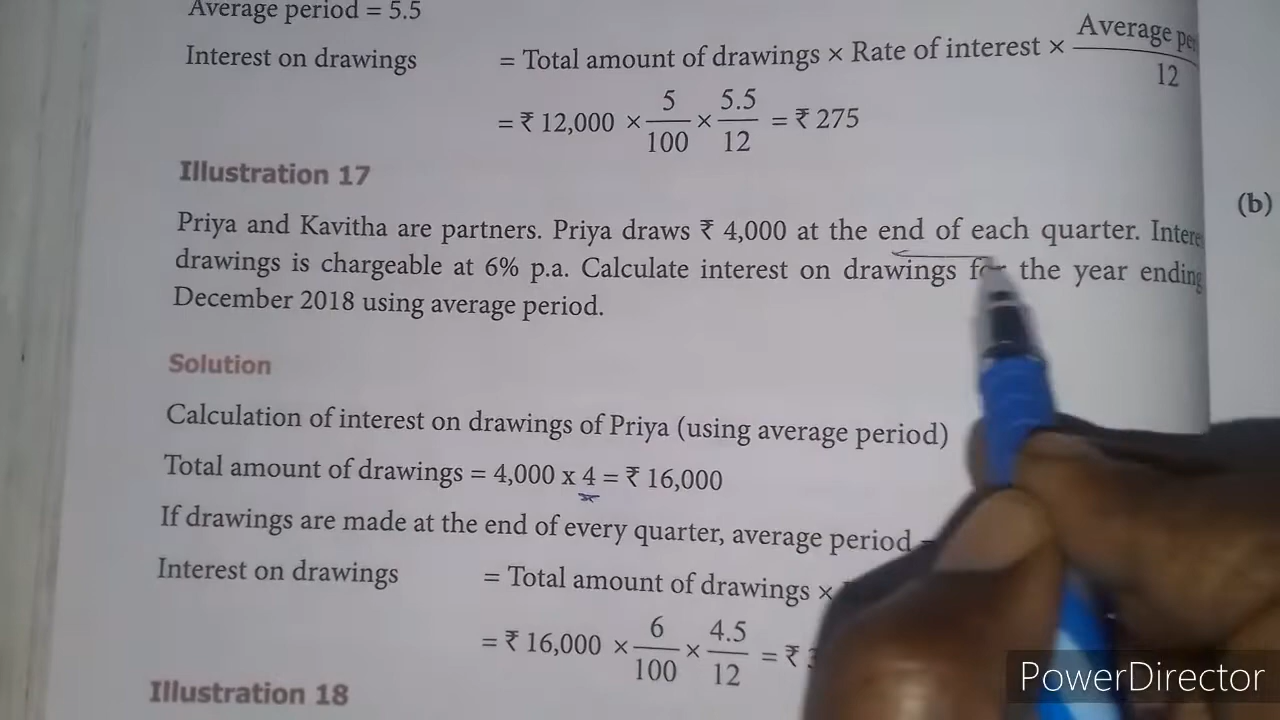 Average period = 5.5
Interest on drawings = Total amount of drawings × Rate of interest × Average / 12
= ₹ 12,000 × 5/100 × 5.5/12 = ₹ 275
Illustration 17
(b)
Priya and Kavitha are partners. Priya draws ₹ 4,000 at the end of each quarter.
drawings is chargeable at 6% p.a. Calculate interest on drawings for the year ending
December 2018 using average period.
Solution
Calculation of interest on drawings of Priya (using average period)
Total amount of drawings = 4,000 x 4 = ₹ 16,000
If drawings are made at the end of every quarter, average period
Interest on drawings = Total amount of drawings ×
= ₹ 16,000 × 6/100 × 4.5/12 = ₹
Illustration 18
PowerDirector